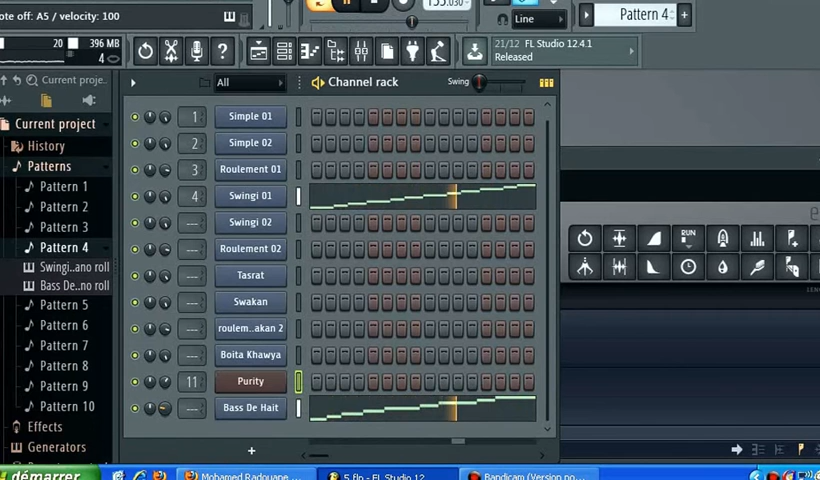 ote off: A5 / velocity: 100
Line
Pattern 4
20
396 MB
4
21/12 FL Studio 12.4.1
Released
Current proje..
All
Channel rack
Swing
Current project
History
Patterns
Pattern 1
Pattern 2
Pattern 3
Pattern 4
Swingi..ano roll
Bass De..no roll
Pattern 5
Pattern 6
Pattern 7
Pattern 8
Pattern 9
Pattern 10
Effects
Generators
1 Simple 01
2 Simple 02
3 Roulement 01
4 Swingi 01
--- Swingi 02
--- Roulement 02
--- Tasrat
--- Swakan
--- roulem...akan 2
--- Boita Khawya
11 Purity
--- Bass De Hait
RUN
démarrer
Mohamed Radouane ...
5.flp - FL Studio 12
Bandicam (Version no...